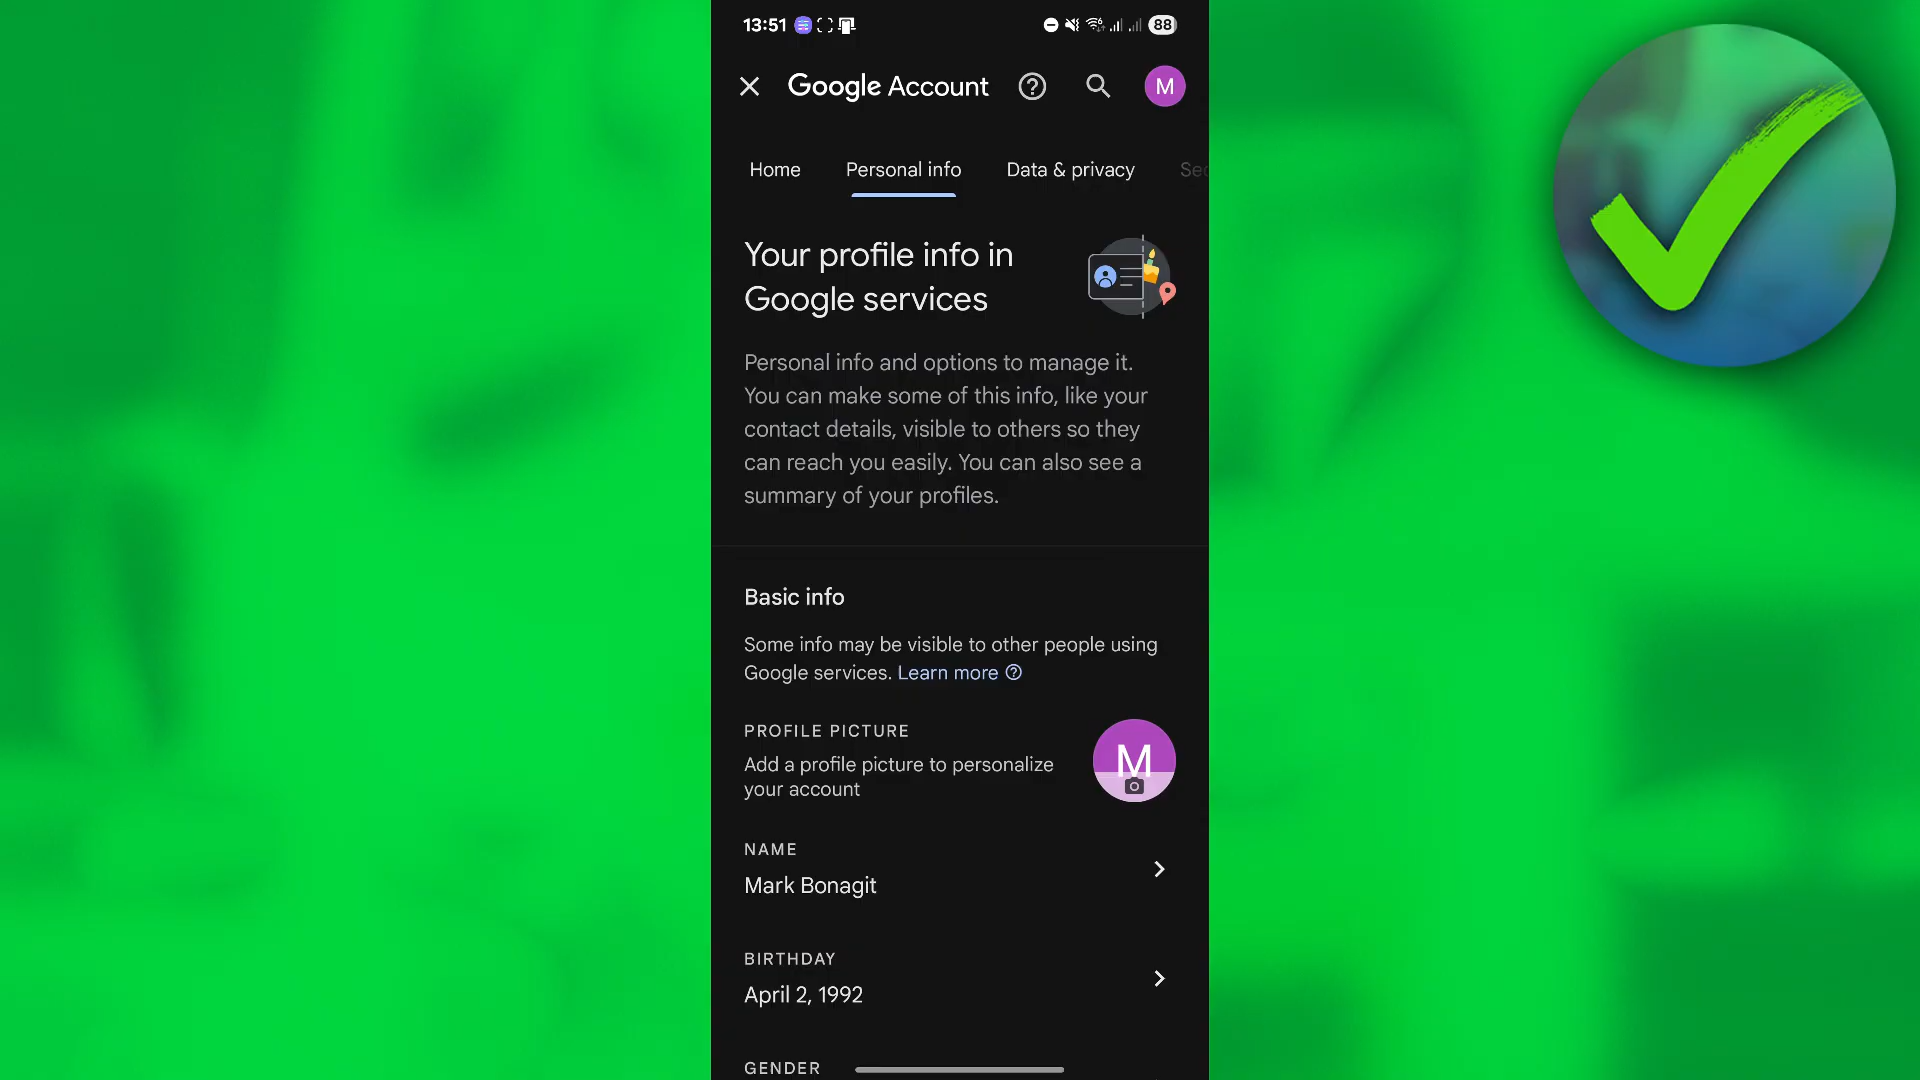 13:51
88
Google Account
M
Home
Personal info
Data & privacy
Sec
Your profile info in
Google services
Personal info and options to manage it.
You can make some of this info, like your
contact details, visible to others so they
can reach you easily. You can also see a
summary of your profiles.
Basic info
Some info may be visible to other people using
Google services. Learn more
PROFILE PICTURE
Add a profile picture to personalize
your account
M
NAME
Mark Bonagit
BIRTHDAY
April 2, 1992
GENDER